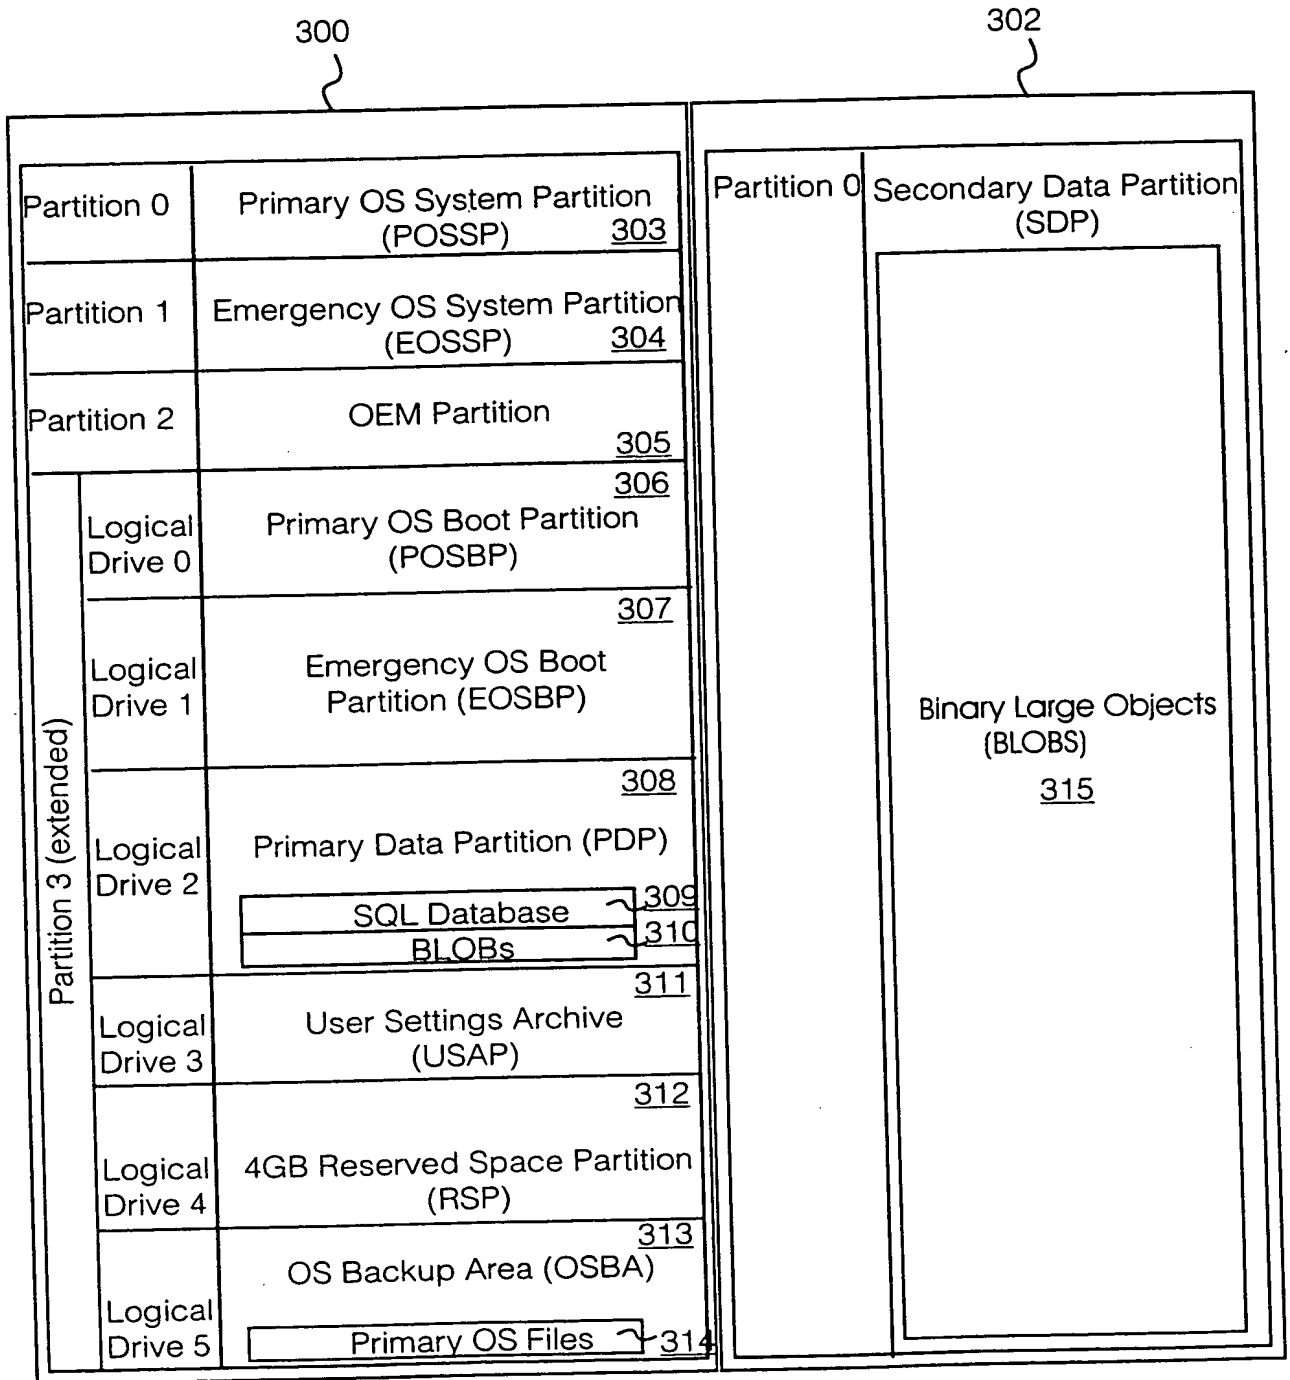 300
302
Partition 0
Primary OS System Partition
(POSSP) 303
Partition 1
Emergency OS System Partition
(EOSSP) 304
Partition 2
OEM Partition
305
Partition 3 (extended)
306
Logical
Drive 0
Primary OS Boot Partition
(POSBP)
307
Logical
Drive 1
Emergency OS Boot
Partition (EOSBP)
308
Logical
Drive 2
Primary Data Partition (PDP)
SQL Database 309
BLOBs 310
311
Logical
Drive 3
User Settings Archive
(USAP)
312
Logical
Drive 4
4GB Reserved Space Partition
(RSP)
313
OS Backup Area (OSBA)
Logical
Drive 5
Primary OS Files 314
Partition 0
Secondary Data Partition
(SDP)
Binary Large Objects
(BLOBS)
315